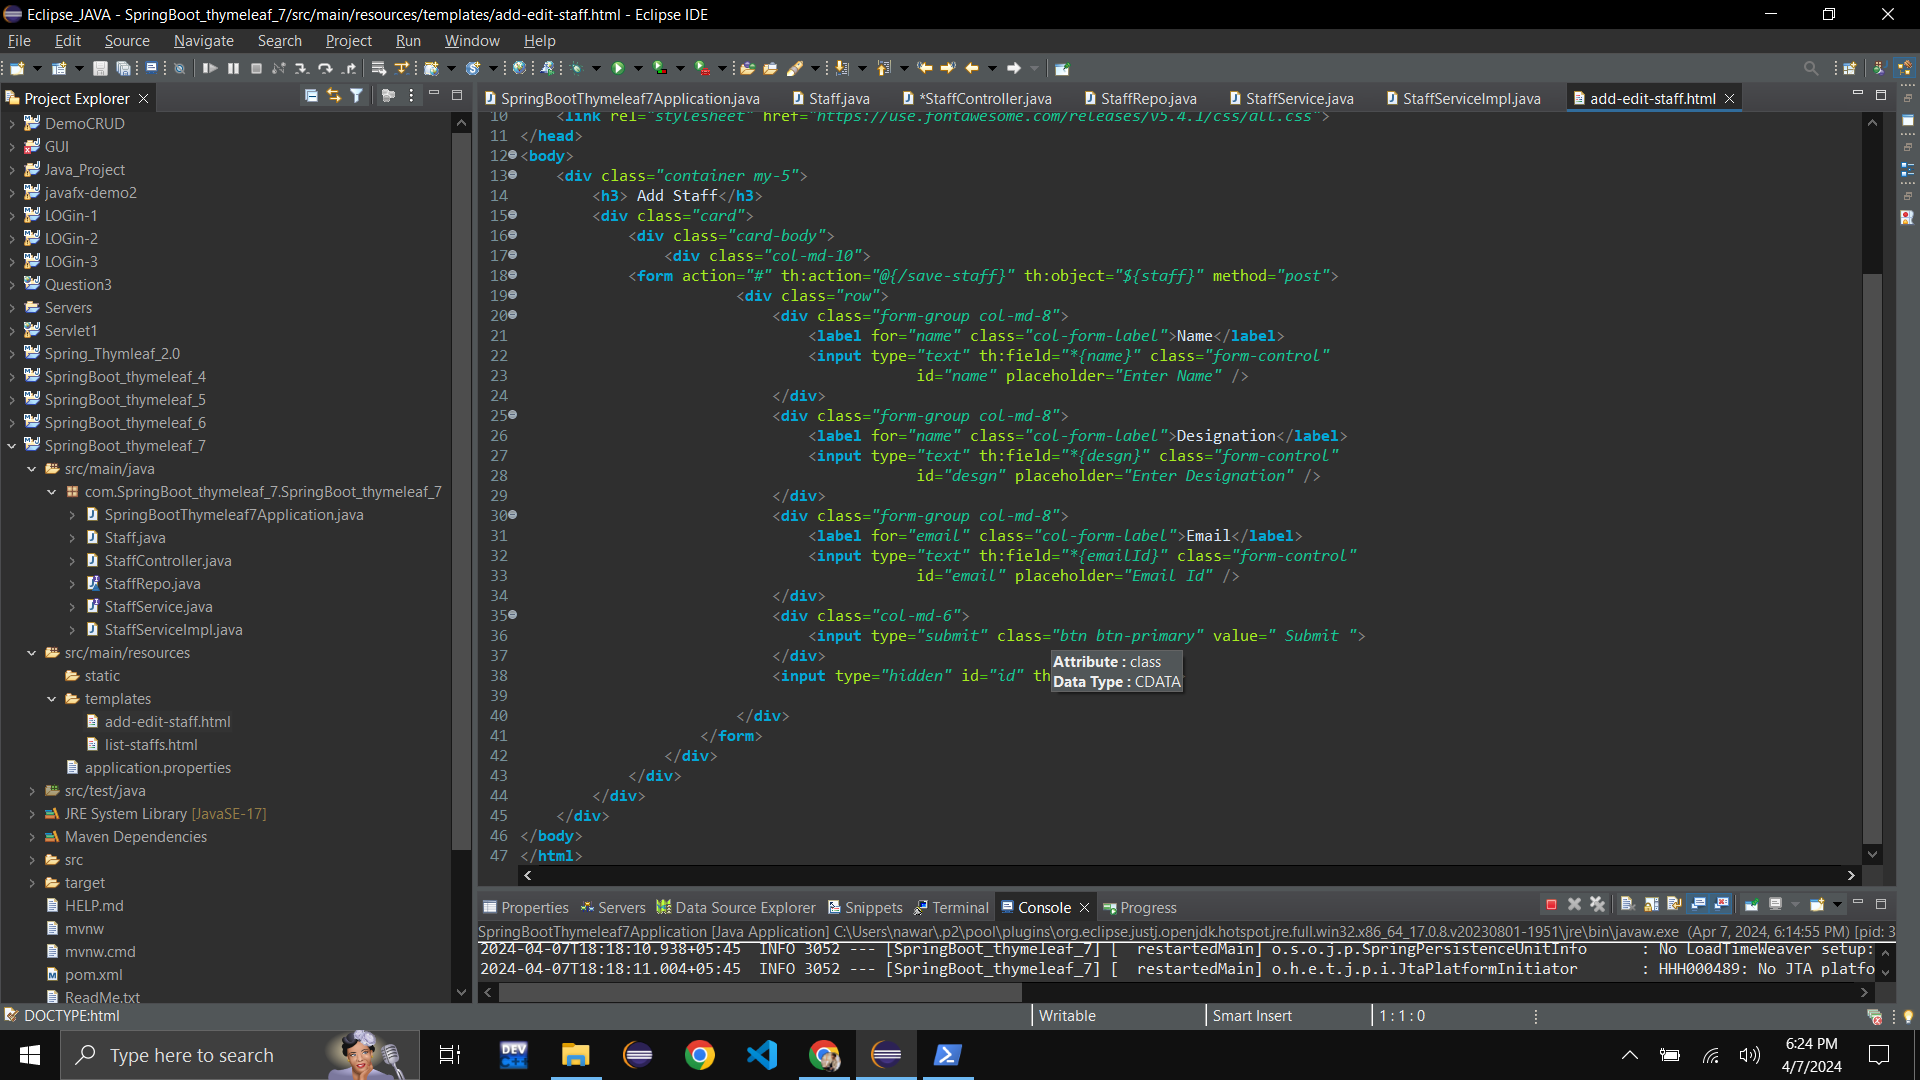 Eclipse_JAVA - SpringBoot_thymeleaf_7/src/main/resources/templates/add-edit-staff.html - Eclipse IDE
File Edit Source Navigate Search Project Run Window Help
Project Explorer
SpringBootThymeleaf7Application.java Staff.java *StaffController.java StaffRepo.java StaffService.java StaffServiceImpl.java add-edit-staff.html
DemoCRUD
GUI
Java_Project
javafx-demo2
LOGin-1
LOGin-2
LOGin-3
Question3
Servers
Servlet1
Spring_Thymleaf_2.0
SpringBoot_thymeleaf_4
SpringBoot_thymeleaf_5
SpringBoot_thymeleaf_6
SpringBoot_thymeleaf_7
src/main/java
com.SpringBoot_thymeleaf_7.SpringBoot_thymeleaf_7
SpringBootThymeleaf7Application.java
Staff.java
StaffController.java
StaffRepo.java
StaffService.java
StaffServiceImpl.java
src/main/resources
static
templates
add-edit-staff.html
list-staffs.html
application.properties
src/test/java
JRE System Library [JavaSE-17]
Maven Dependencies
src
target
HELP.md
mvnw
mvnw.cmd
pom.xml
ReadMe.txt
10 <link rel="stylesheet" href="https://use.fontawesome.com/releases/v5.4.1/css/all.css">
11 </head>
12 <body>
13 <div class="container my-5">
14 <h3> Add Staff</h3>
15 <div class="card">
16 <div class="card-body">
17 <div class="col-md-10">
18 <form action="#" th:action="@{/save-staff}" th:object="${staff}" method="post">
19 <div class="row">
20 <div class="form-group col-md-8">
21 <label for="name" class="col-form-label">Name</label>
22 <input type="text" th:field="*{name}" class="form-control"
23 id="name" placeholder="Enter Name" />
24 </div>
25 <div class="form-group col-md-8">
26 <label for="name" class="col-form-label">Designation</label>
27 <input type="text" th:field="*{desgn}" class="form-control"
28 id="desgn" placeholder="Enter Designation" />
29 </div>
30 <div class="form-group col-md-8">
31 <label for="email" class="col-form-label">Email</label>
32 <input type="text" th:field="*{emailId}" class="form-control"
33 id="email" placeholder="Email Id" />
34 </div>
35 <div class="col-md-6">
36 <input type="submit" class="btn btn-primary" value=" Submit ">
37 </div>
38 <input type="hidden" id="id" th
39
40 </div>
41 </form>
42 </div>
43 </div>
44 </div>
45 </div>
46 </body>
47 </html>
Attribute : class
Data Type : CDATA
Properties Servers Data Source Explorer Snippets Terminal Console Progress
SpringBootThymeleaf7Application [Java Application] C:\Users\nawar\.p2\pool\plugins\org.eclipse.justj.openjdk.hotspot.jre.full.win32.x86_64_17.0.8.v20230801-1951\jre\bin\javaw.exe (Apr 7, 2024, 6:14:55 PM) [pid: 3
2024-04-07T18:18:10.938+05:45 INFO 3052 --- [SpringBoot_thymeleaf_7] [ restartedMain] o.s.o.j.p.SpringPersistenceUnitInfo : No LoadTimeWeaver setup:
2024-04-07T18:18:11.004+05:45 INFO 3052 --- [SpringBoot_thymeleaf_7] [ restartedMain] o.h.e.t.j.p.i.JtaPlatformInitiator : HHH000489: No JTA platfo
DOCTYPE:html Writable Smart Insert 1 : 1 : 0
Type here to search
DEV
6:24 PM
4/7/2024